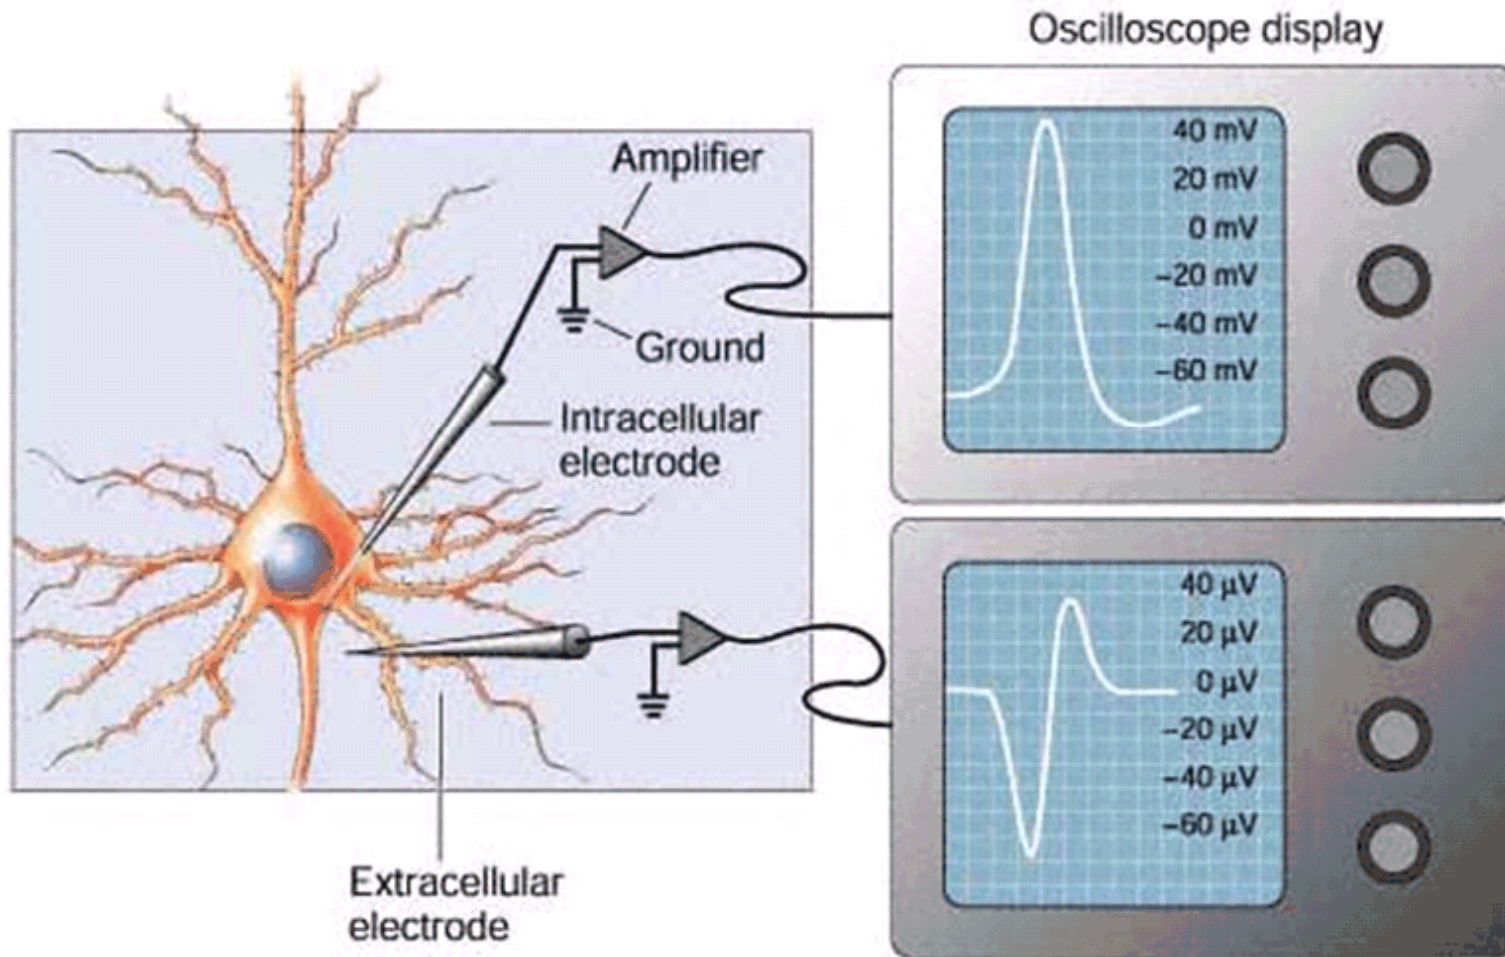 Oscilloscope display
Amplifier
Ground
Intracellular
electrode
40 mV
20 mV
0 mV
−20 mV
−40 mV
−60 mV
40 µV
20 µV
0 µV
−20 µV
−40 µV
−60 µV
Extracellular
electrode